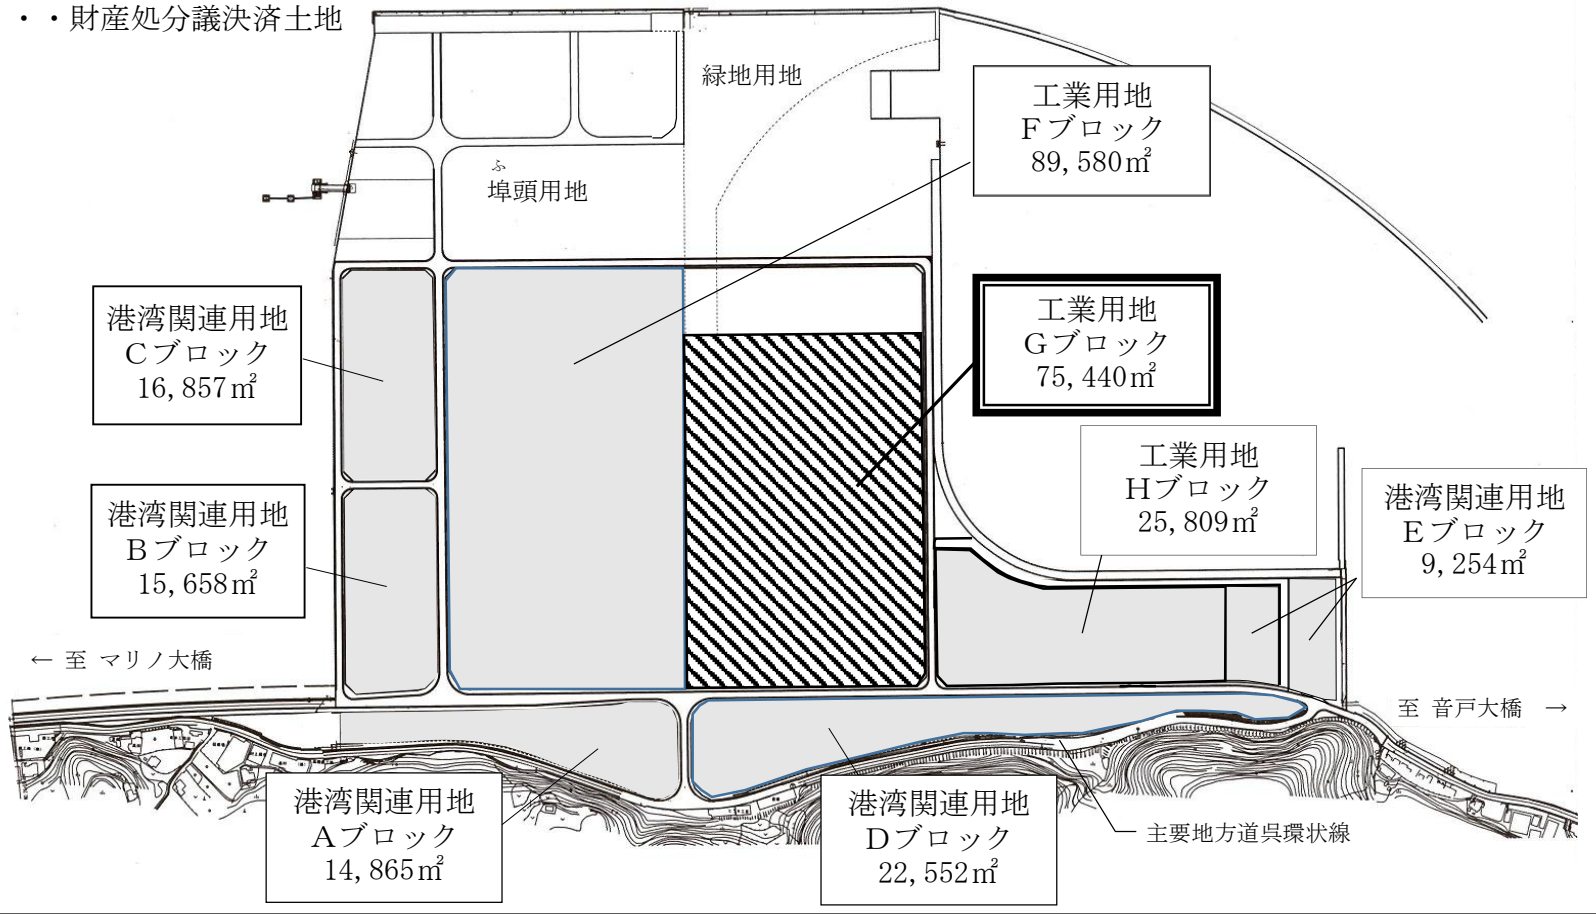 ・・財産処分議決済土地
緑地用地
工業用地
Fブロック
89,580㎡
ふ
埠頭用地
港湾関連用地
Cブロック
16,857㎡
工業用地
Gブロック
75,440㎡
工業用地
Hブロック
25,809㎡
港湾関連用地
Eブロック
9,254㎡
港湾関連用地
Bブロック
15,658㎡
← 至 マリノ大橋
至 音戸大橋 →
港湾関連用地
Aブロック
14,865㎡
港湾関連用地
Dブロック
22,552㎡
主要地方道呉環状線